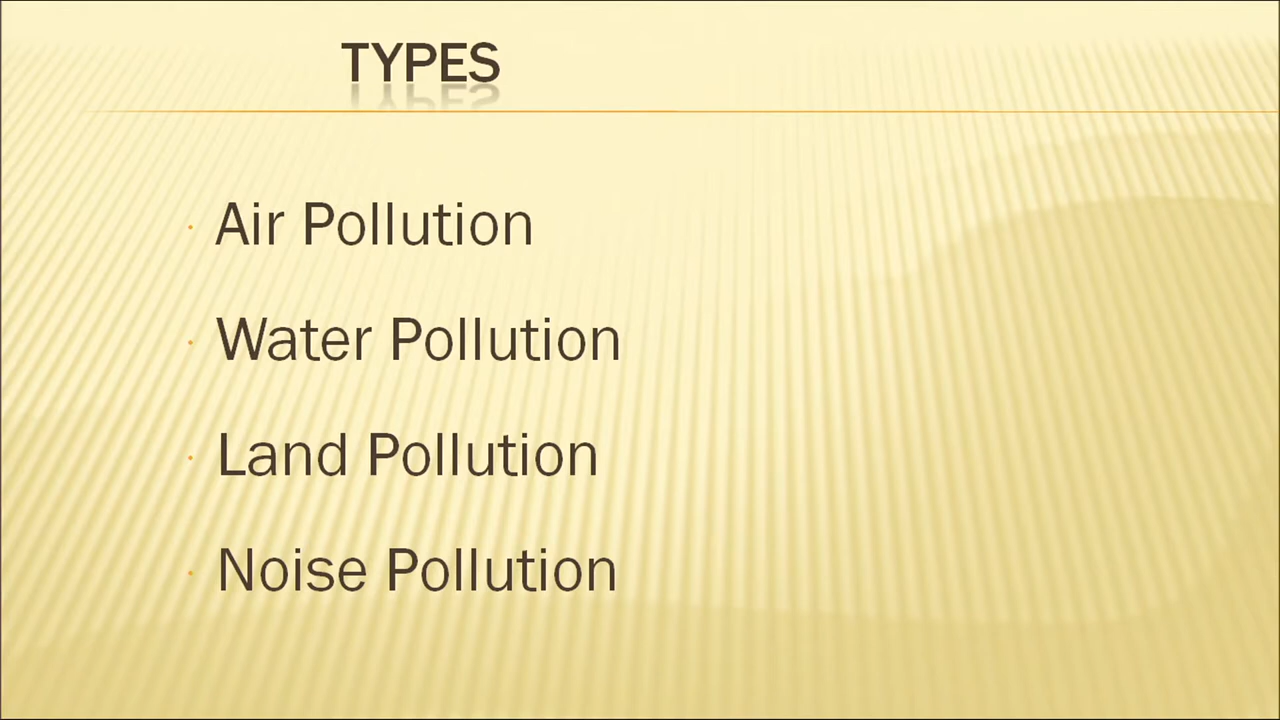 TYPES
· Air Pollution
· Water Pollution
· Land Pollution
· Noise Pollution